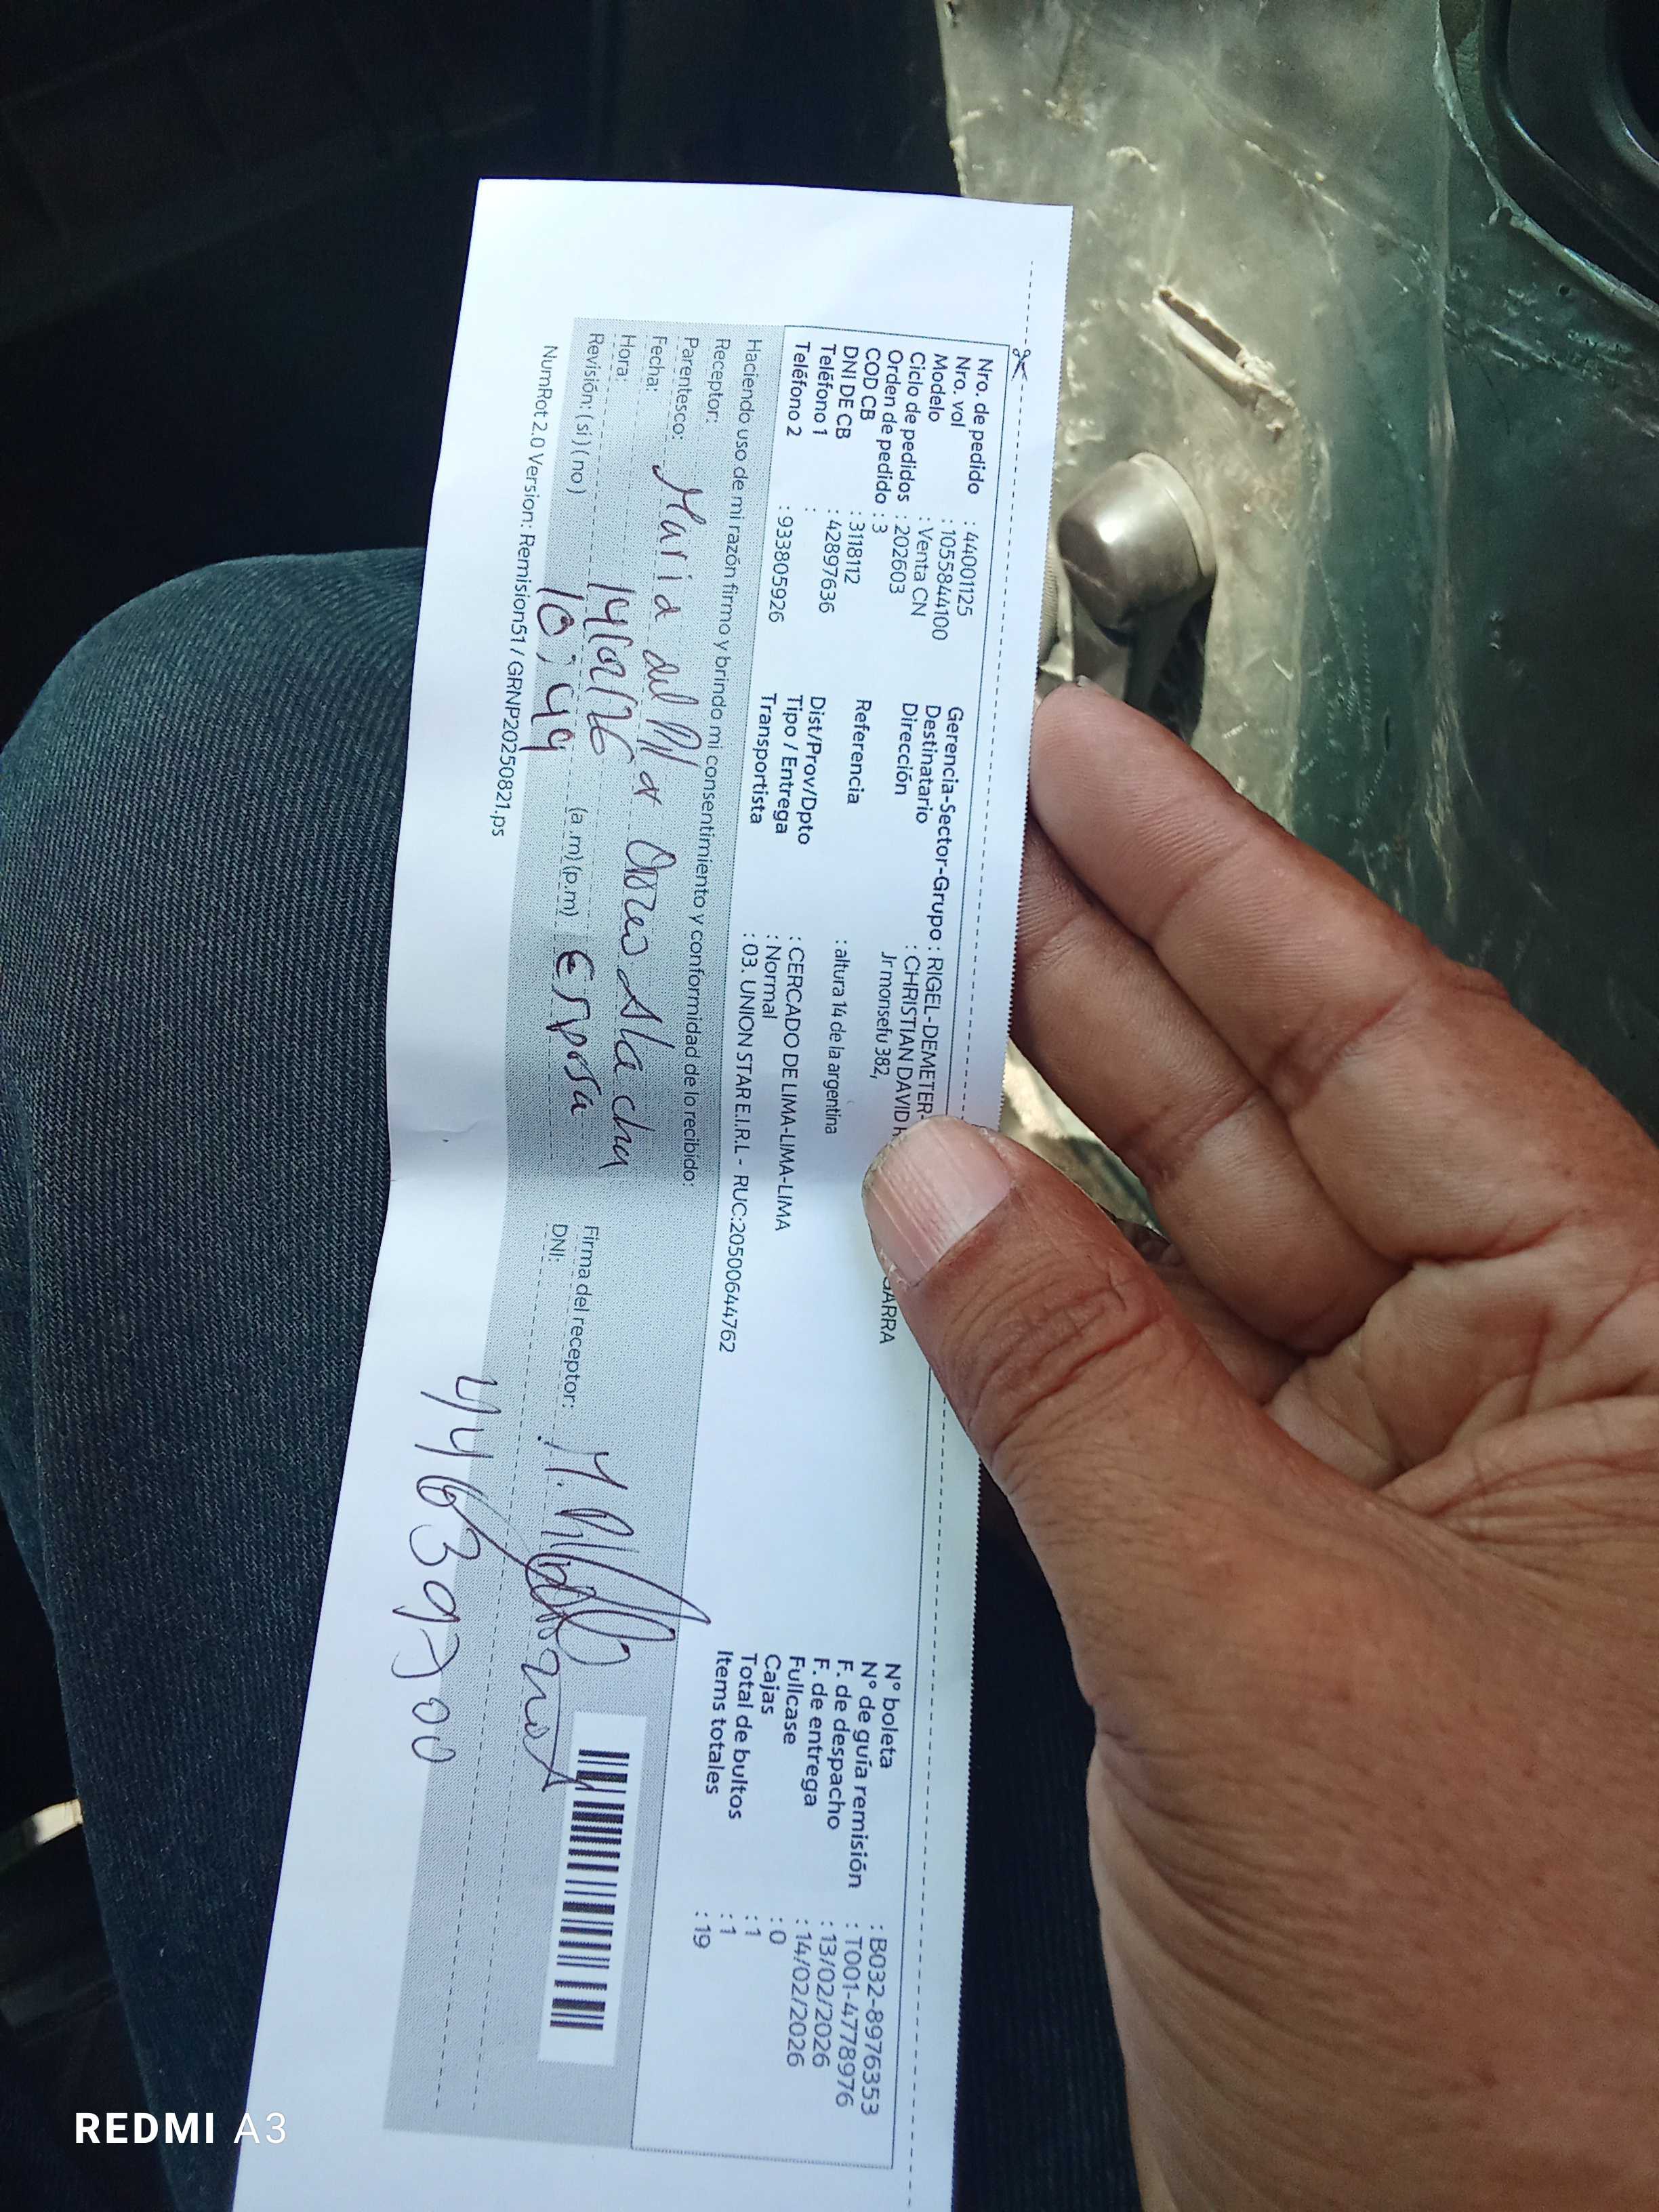 Nro. de pedido : 44001125
Nro. vol : 1055844100
Modelo : Venta CN
Ciclo de pedidos : 202603
Orden de pedido : 3
COD CB : 3118112
DNI DE CB : 42897636
Teléfono 1 :
Teléfono 2 : 933805926
Gerencia-Sector-Grupo : RIGEL-DEMETER-
Destinatario : CHRISTIAN DAVID GARRA
Dirección Jr monsefu 382,
Referencia : altura 14 de la argentina
Dist/Prov/Dpto : CERCADO DE LIMA-LIMA-LIMA
Tipo / Entrega : Normal
Transportista : 03. UNION STAR E.I.R.L - RUC:20500644762
N° boleta : B032-8976353
N° de guía remisión : T001-4778976
F. de despacho : 13/02/2026
F. de entrega : 14/02/2026
Fullcase : 0
Cajas : 1
Total de bultos : 1
Items totales : 19
Haciendo uso de mi razón firmo y brindo mi consentimiento y conformidad de lo recibido:
Receptor: Maria del
Parentesco: Esposa
Fecha: 14/02/26
Hora: 10:49 (a.m)(p.m)
Revisión: (si) (no)
Firma del receptor:
DNI: 44639700
NumRot 2.0 Version: Remision51 / GRNP20250821.ps
REDMI A3